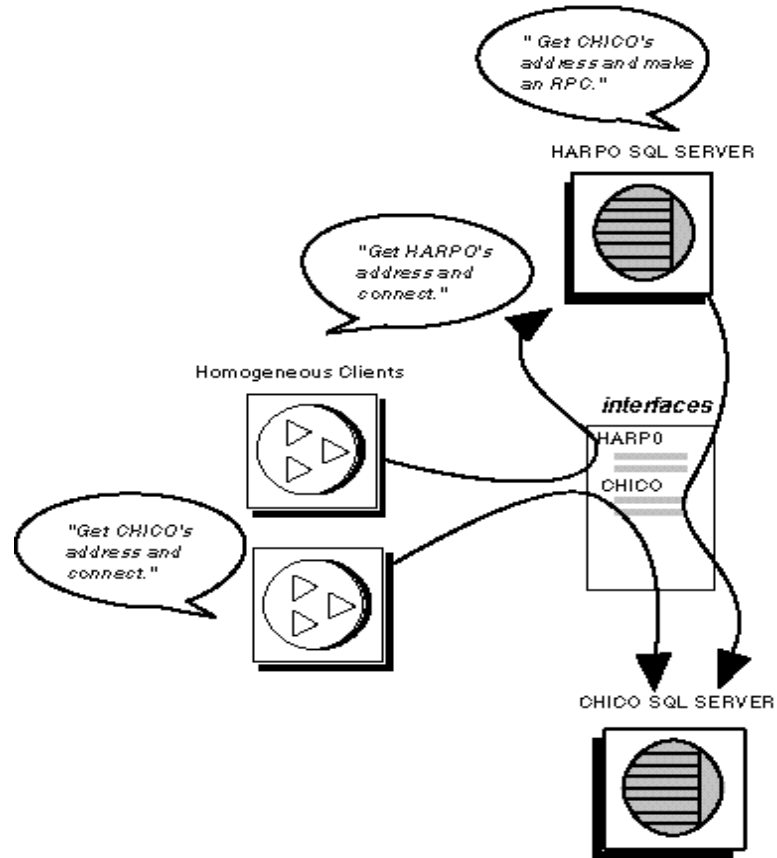 " Get CHICO's
address and make
an RPC."
HARPO SQL SERVER
"Get HARPO's
address and
connect."
Homogeneous Clients
interfaces
HARPO
CHICO
"Get CHICO's
address and
connect."
CHICO SQL SERVER